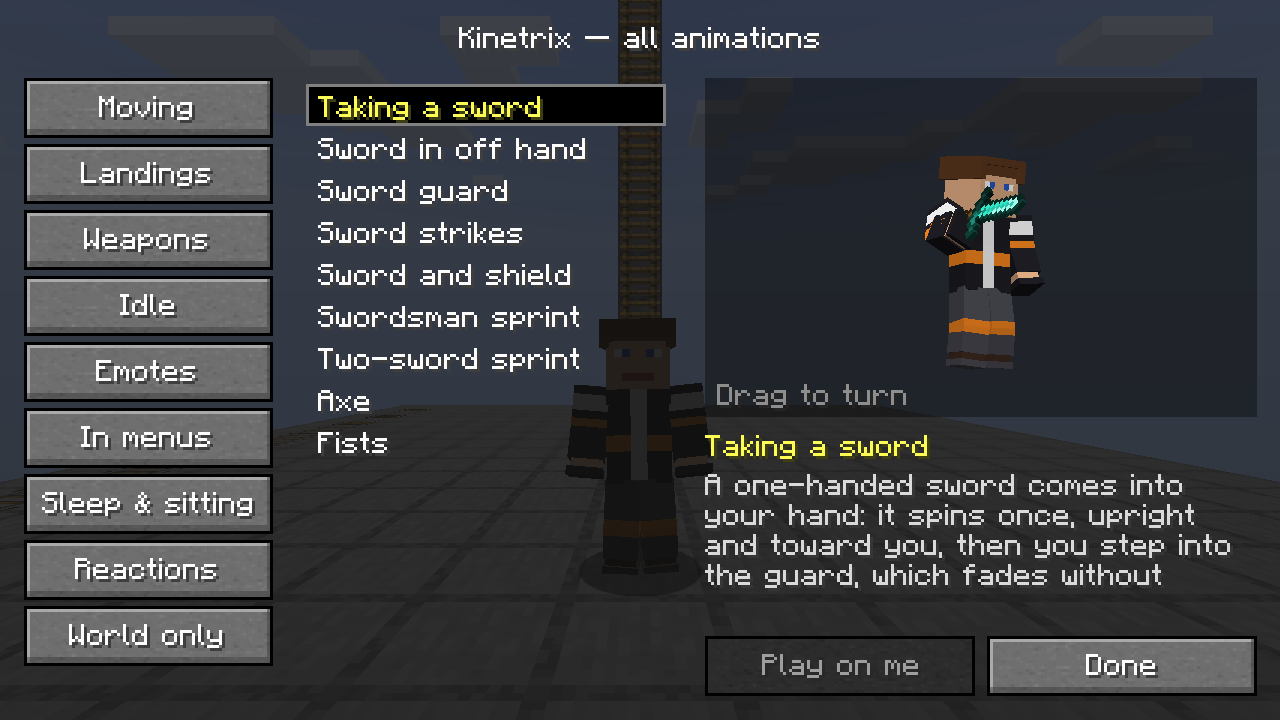 Kinetrix — all animations
Moving
Landings
Weapons
Idle
Emotes
In menus
Sleep & sitting
Reactions
World only
Taking a sword
Sword in off hand
Sword guard
Sword strikes
Sword and shield
Swordsman sprint
Two-sword sprint
Axe
Fists
Drag to turn
Taking a sword
A one-handed sword comes into
your hand: it spins once, upright
and toward you, then you step into
the guard, which fades without
Play on me
Done